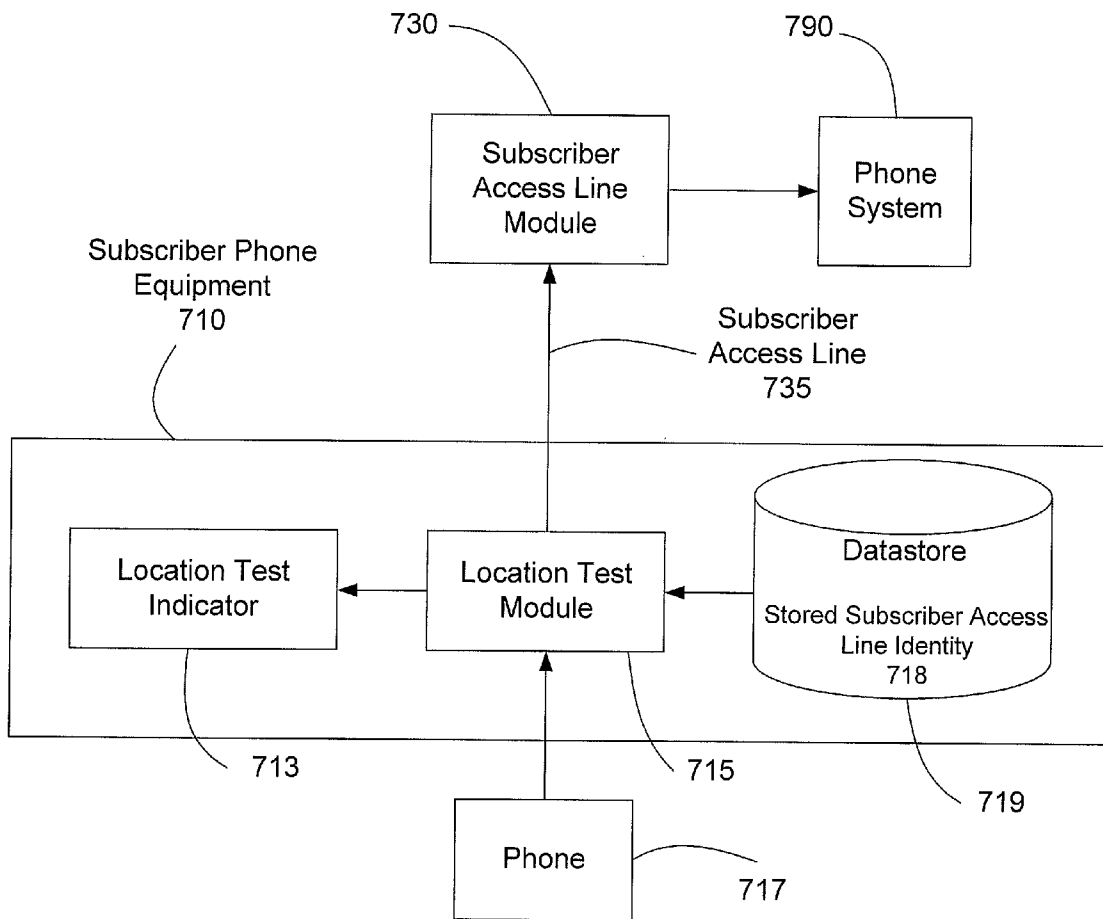 730
790
Subscriber
Access Line
Module
Phone
System
Subscriber Phone
Equipment
710
Subscriber
Access Line
735
Location Test
Indicator
Location Test
Module
Datastore
Stored Subscriber Access
Line Identity
718
713
715
719
Phone
717